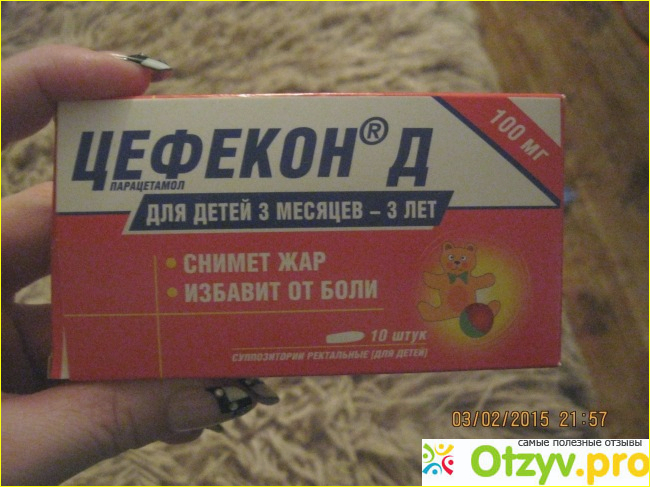 ЦЕФЕКОН® Д
ПАРАЦЕТАМОЛ
100 МГ
ДЛЯ ДЕТЕЙ 3 МЕСЯЦЕВ – 3 ЛЕТ
• СНИМЕТ ЖАР
• ИЗБАВИТ ОТ БОЛИ
10 штук
СУППОЗИТОРИИ РЕКТАЛЬНЫЕ (ДЛЯ ДЕТЕЙ)
03/02/2015 21:57
самые полезные отзывы
Otzyv.pro